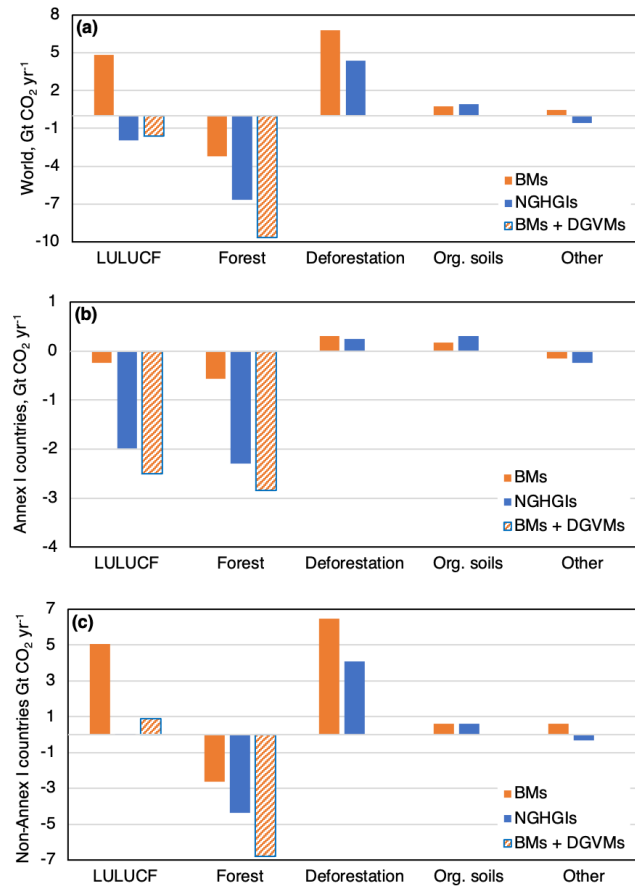 (a)
World, Gt CO2 yr-1
8
5
2
-1
-4
-7
-10
BMs
NGHGIs
BMs + DGVMs
LULUCF Forest Deforestation Org. soils Other
(b)
Annex I countries, Gt CO2 yr-1
1
0
-1
-2
-3
-4
BMs
NGHGIs
BMs + DGVMs
LULUCF Forest Deforestation Org. soils Other
(c)
Non-Annex I countries Gt CO2 yr-1
7
5
3
1
-1
-3
-5
-7
BMs
NGHGIs
BMs + DGVMs
LULUCF Forest Deforestation Org. soils Other